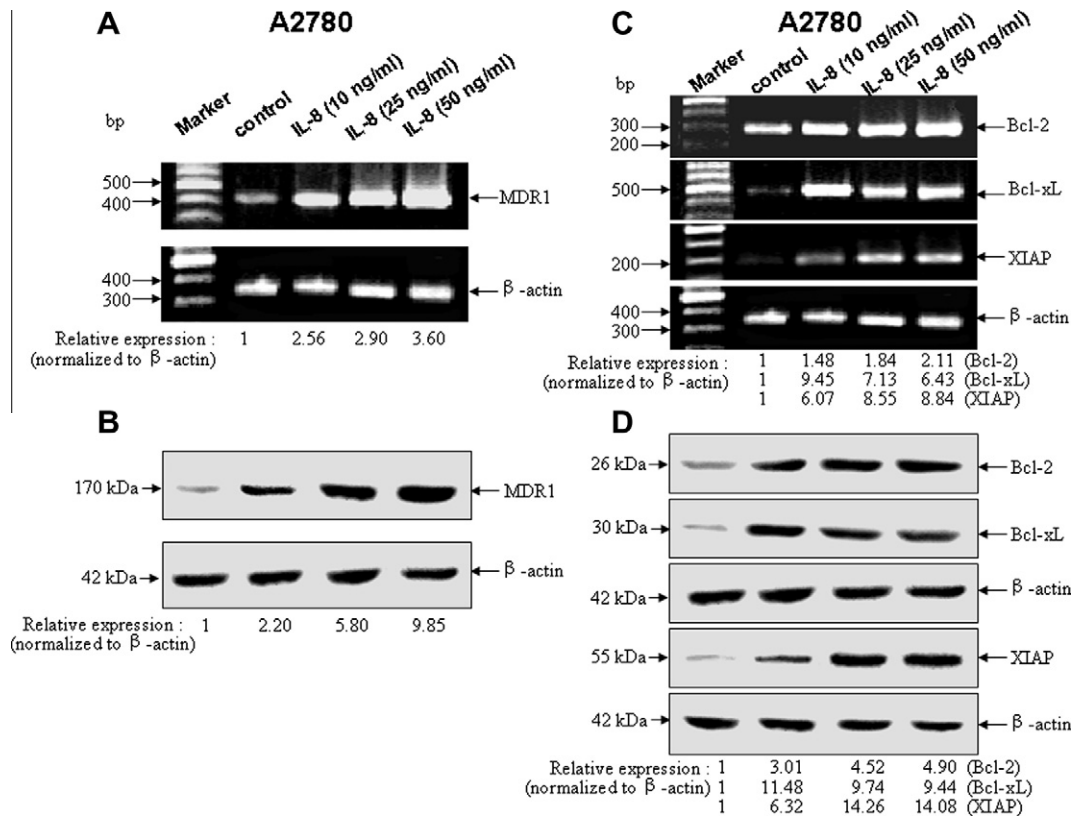 A
A2780
bp
Marker
control
IL-8 (10 ng/ml)
IL-8 (25 ng/ml)
IL-8 (50 ng/ml)
500
400
MDR1
400
300
β-actin
Relative expression : 1 2.56 2.90 3.60
(normalized to β-actin)
B
170 kDa
MDR1
42 kDa
β-actin
Relative expression : 1 2.20 5.80 9.85
(normalized to β-actin)
C
A2780
bp
Marker
control
IL-8 (10 ng/ml)
IL-8 (25 ng/ml)
IL-8 (50 ng/ml)
300
200
Bcl-2
500
Bcl-xL
200
XIAP
400
300
β-actin
Relative expression : 1 1.48 1.84 2.11 (Bcl-2)
(normalized to β-actin) 1 9.45 7.13 6.43 (Bcl-xL)
1 6.07 8.55 8.84 (XIAP)
D
26 kDa
Bcl-2
30 kDa
Bcl-xL
42 kDa
β-actin
55 kDa
XIAP
42 kDa
β-actin
Relative expression : 1 3.01 4.52 4.90 (Bcl-2)
(normalized to β-actin) 1 11.48 9.74 9.44 (Bcl-xL)
1 6.32 14.26 14.08 (XIAP)